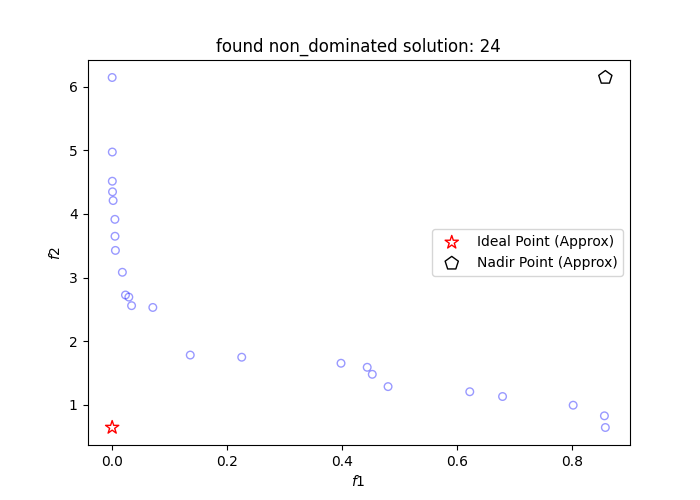 found non_dominated solution: 24
6
5
4
3
2
1
f2
Ideal Point (Approx)
Nadir Point (Approx)
0.0 0.2 0.4 0.6 0.8
f1